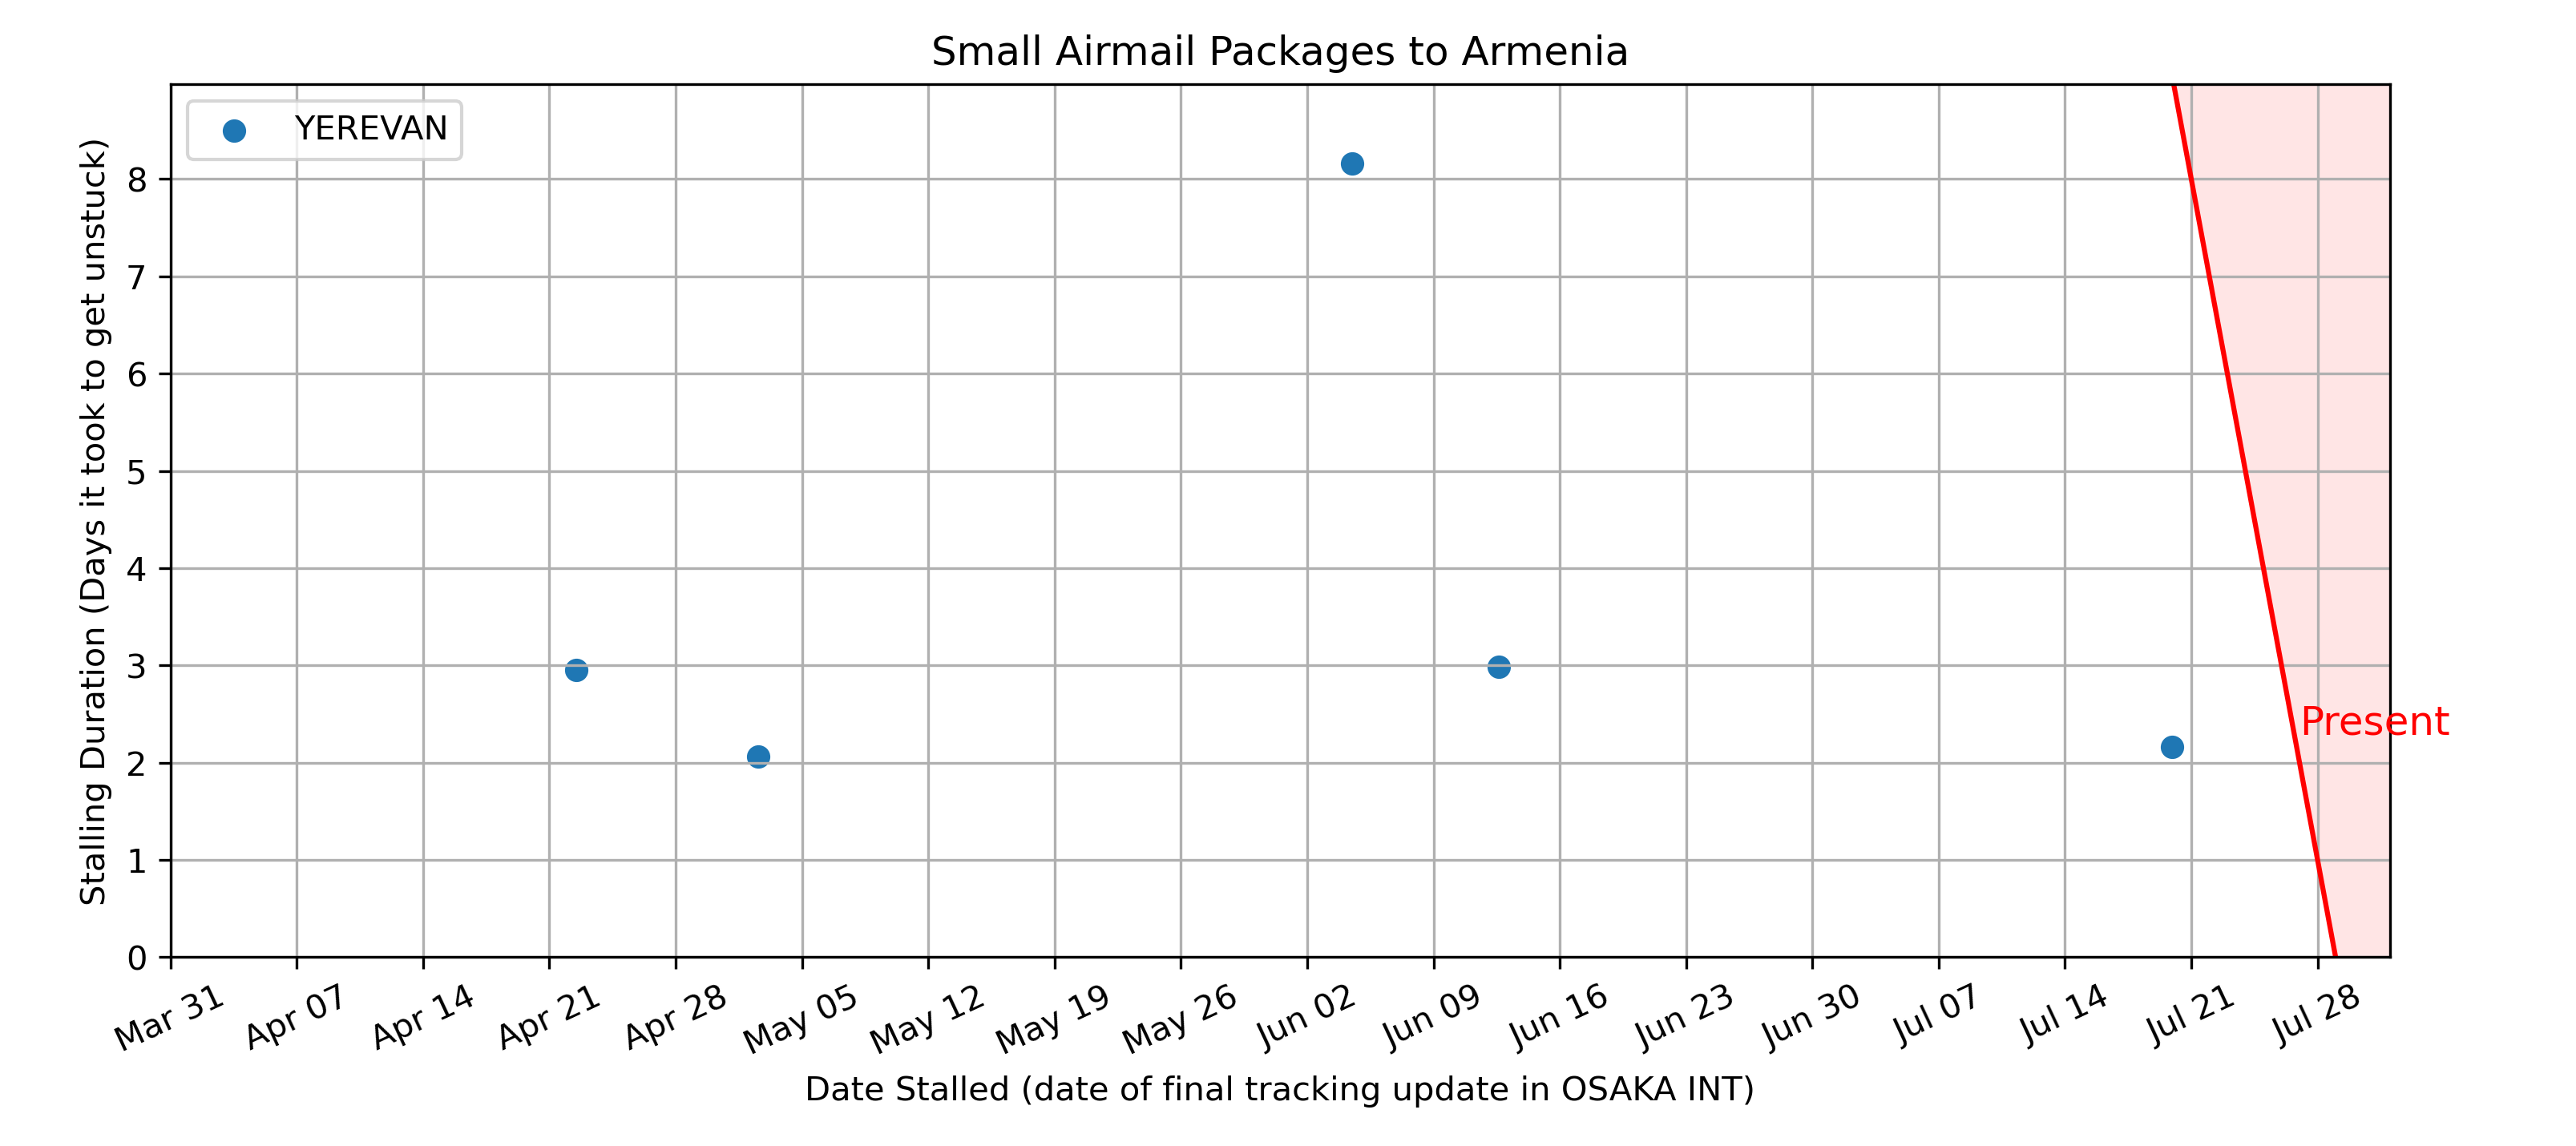 Small Airmail Packages to Armenia
YEREVAN
Stalling Duration (Days it took to get unstuck)
8
7
6
5
4
3
2
1
0
Present
Mar 31
Apr 07
Apr 14
Apr 21
Apr 28
May 05
May 12
May 19
May 26
Jun 02
Jun 09
Jun 16
Jun 23
Jun 30
Jul 07
Jul 14
Jul 21
Jul 28
Date Stalled (date of final tracking update in OSAKA INT)